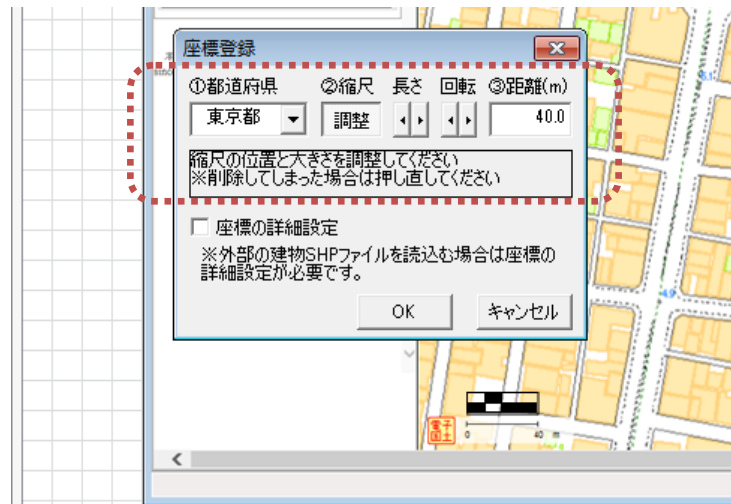 座標登録
①都道府県 ②縮尺 長さ 回転 ③距離(m)
東京都 調整 40.0
縮尺の位置と大きさを調整してください
※削除してしまった場合は押し直してください
座標の詳細設定
※外部の建物SHPファイルを読込む場合は座標の
詳細設定が必要です。
OK キャンセル
電子
国土
0 40 m